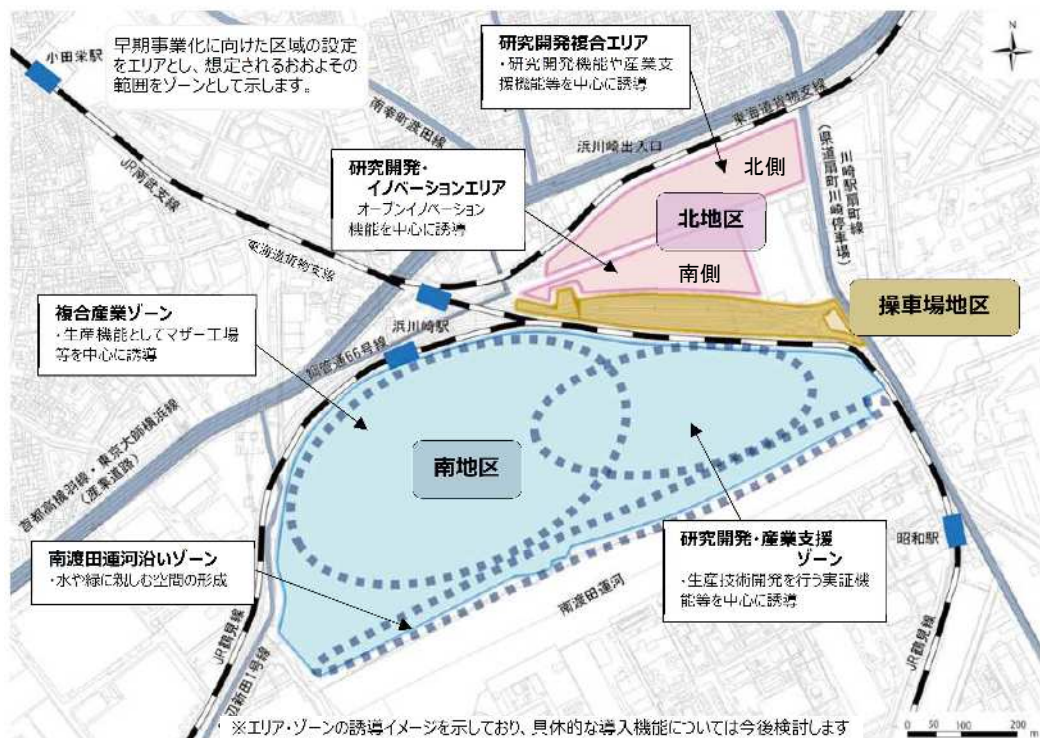 早期事業化に向けた区域の設定
をエリアとし、想定されるおおよその
範囲をゾーンとして示します。
小田栄駅
研究開発複合エリア
・研究開発機能や産業支
援機能等を中心に誘導
N
南幸町渡田線
浜川崎出入口
東海道貨物支線
川崎駅扇町線
(県道扇町川崎停車場)
JR南武支線
研究開発・
イノベーションエリア
オープンイノベーション
機能を中心に誘導
北側
北地区
南側
東海道貨物支線
操車場地区
複合産業ゾーン
・生産機能としてマザー工場
等を中心に誘導
浜川崎駅
鋼管通66号線
首都高横羽線・東京大師横浜線
(産業道路)
南地区
南渡田運河沿いゾーン
・水や緑に親しむ空間の形成
研究開発・産業支援
ゾーン
・生産技術開発を行う実証機
能等を中心に誘導
昭和駅
南渡田運河
JR鶴見線
JR鶴見線
辺新田1号線
※エリア・ゾーンの誘導イメージを示しており、具体的な導入機能については今後検討します
0 50 100 200
m